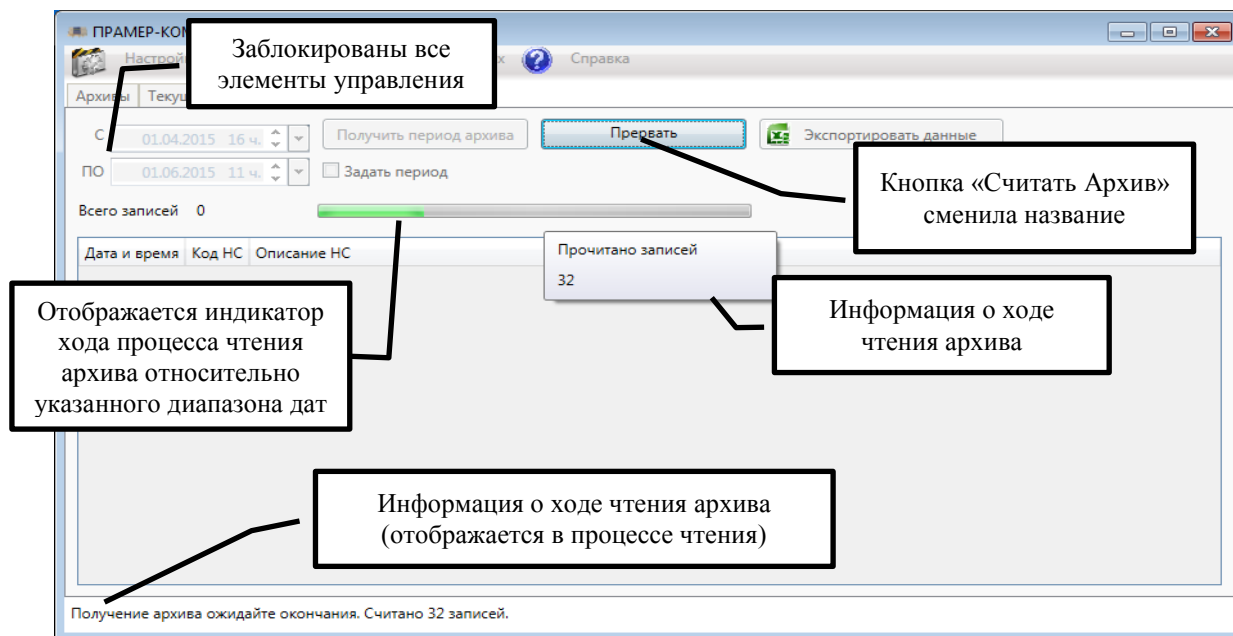 ПРАМЕР-КОМ
Заблокированы все
элементы управления
Справка
Архивы
С 01.04.2015 16 ч. Получить период архива Прервать Экспортировать данные
ПО 01.06.2015 11 ч. Задать период
Кнопка «Считать Архив»
сменила название
Всего записей 0
Дата и время Код НС Описание НС
Прочитано записей
32
Отображается индикатор
хода процесса чтения
архива относительно
указанного диапазона дат
Информация о ходе
чтения архива
Информация о ходе чтения архива
(отображается в процессе чтения)
Получение архива ожидайте окончания. Считано 32 записей.